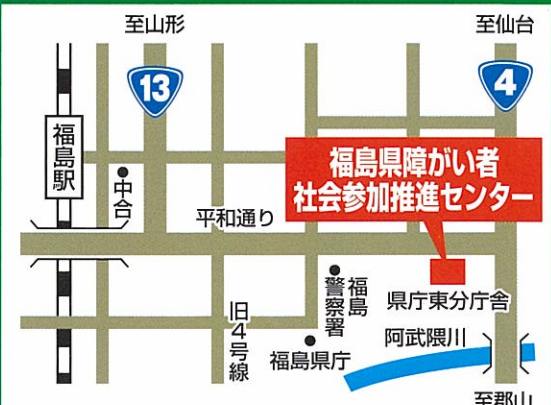 至山形
至仙台
13
4
福島駅
中合
福島県障がい者
社会参加推進センター
平和通り
福島
警察署
県庁東分庁舎
旧4号線
福島県庁
阿武隈川
至郡山